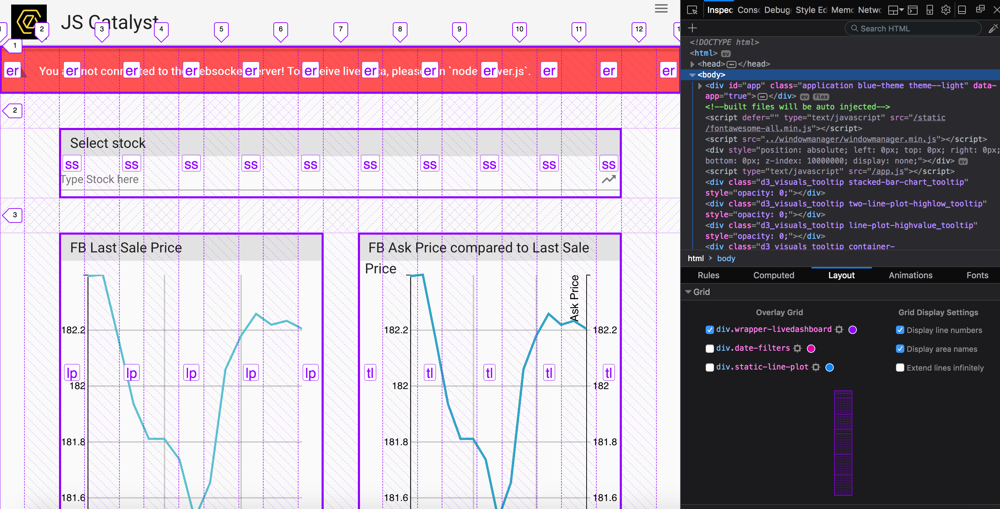 JS Catalyst
1 2 3 4 5 6 7 8 9 10 11 12 1
1
er er er er er er er er er er er er
You not con ted to th ebsocke rver! To eive live ta, pleas n `node ver.js`.
2
Select stock
ss ss ss ss ss ss ss ss ss ss
Type Stock here
3
FB Last Sale Price
182.2
lp lp lp lp lp
182
181.8
181.6
FB Ask Price compared to Last Sale
Price
Ask Price
182.2 182.2
tl tl tl tl tl
182 182
181.8 181.8
181.6 181.6
Inspec Cons Debug Style Ed Memo Netwo
Search HTML
<!DOCTYPE html>
<html> ev
<head> </head>
<body>
<div id="app" class="application blue-theme theme--light" data-
app="true"> </div> ev flex
<!--built files will be auto injected-->
<script defer="" type="text/javascript" src="/static
/fontawesome-all.min.js"></script>
<script src="../windowmanager/windowmanager.min.js"></script>
<div style="position: absolute; left: 0px; top: 0px; right: 0px;
bottom: 0px; z-index: 10000000; display: none;"></div> ev
<script type="text/javascript" src="/app.js"></script>
<div class="d3_visuals_tooltip stacked-bar-chart_tooltip"
style="opacity: 0;"></div>
<div class="d3_visuals_tooltip two-line-plot-highlow_tooltip"
style="opacity: 0;"></div>
<div class="d3_visuals_tooltip line-plot-highvalue_tooltip"
style="opacity: 0;"></div>
<div class="d3_visuals_tooltip container-
html > body
Rules Computed Layout Animations Fonts
Grid
Overlay Grid
div.wrapper-livedashboard
div.date-filters
div.static-line-plot
Grid Display Settings
Display line numbers
Display area names
Extend lines infinitely